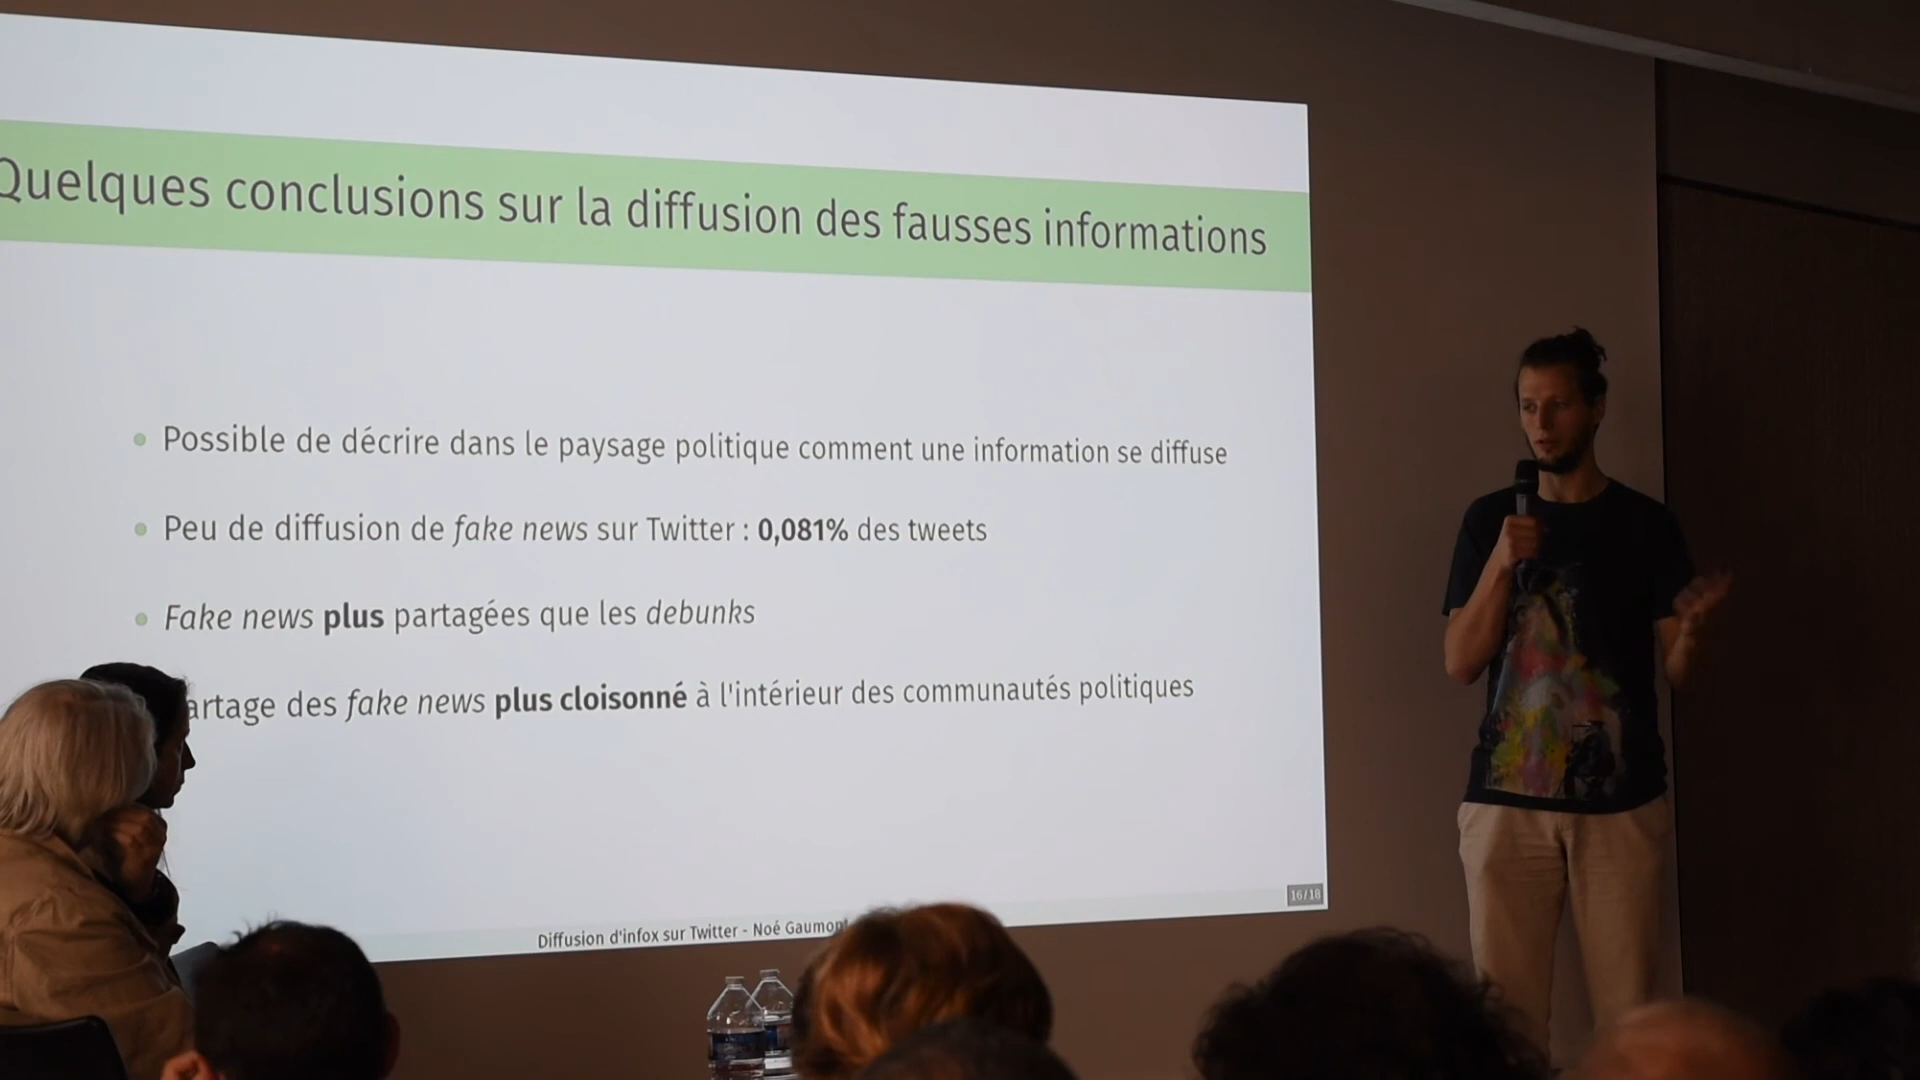 Quelques conclusions sur la diffusion des fausses informations
Possible de décrire dans le paysage politique comment une information se diffuse
Peu de diffusion de fake news sur Twitter : 0,081% des tweets
Fake news plus partagées que les debunks
artage des fake news plus cloisonné à l'intérieur des communautés politiques
16/18
Diffusion d'infox sur Twitter - Noé Gaumont